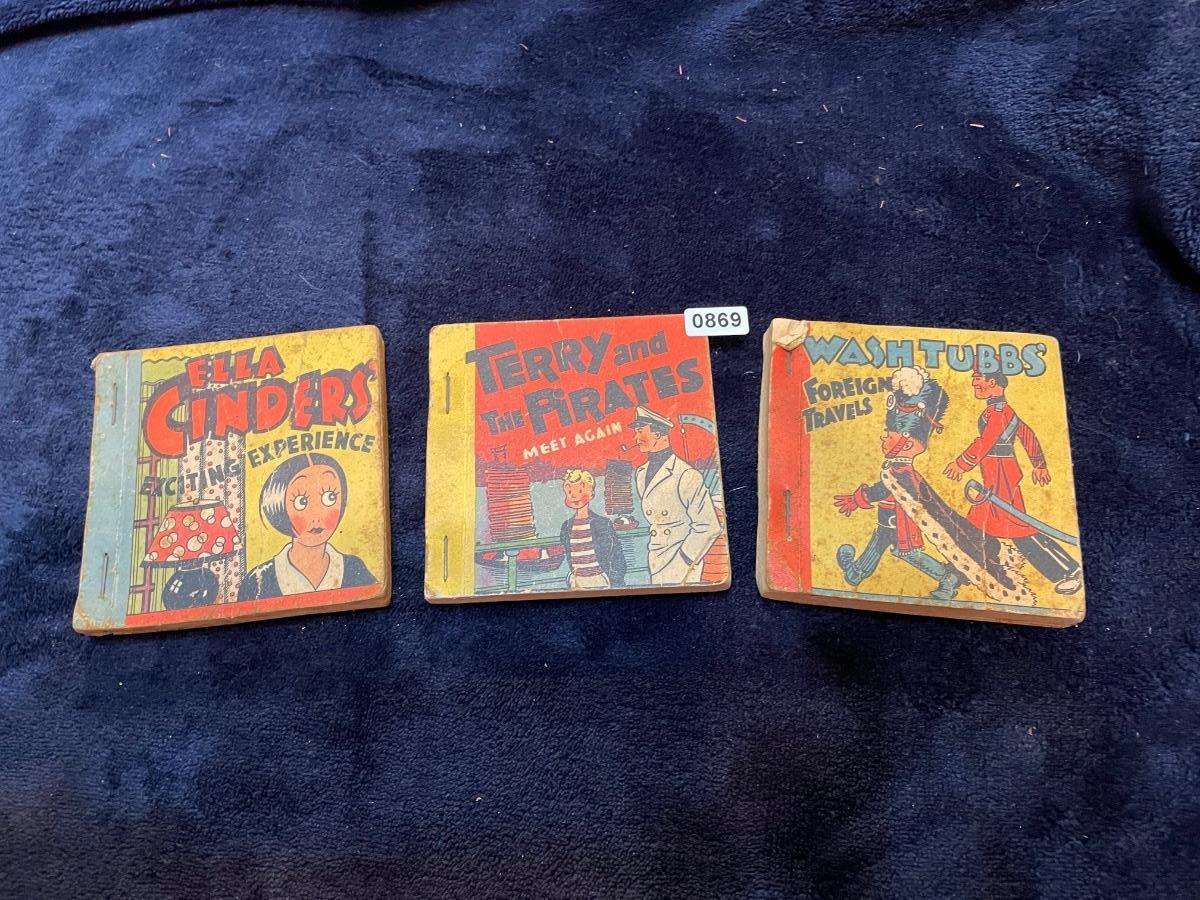 ELLA
CINDERS'
EXCITING EXPERIENCE
TERRY and
THE PIRATES
MEET AGAIN
0869
WASH TUBBS'
FOREIGN
TRAVELS